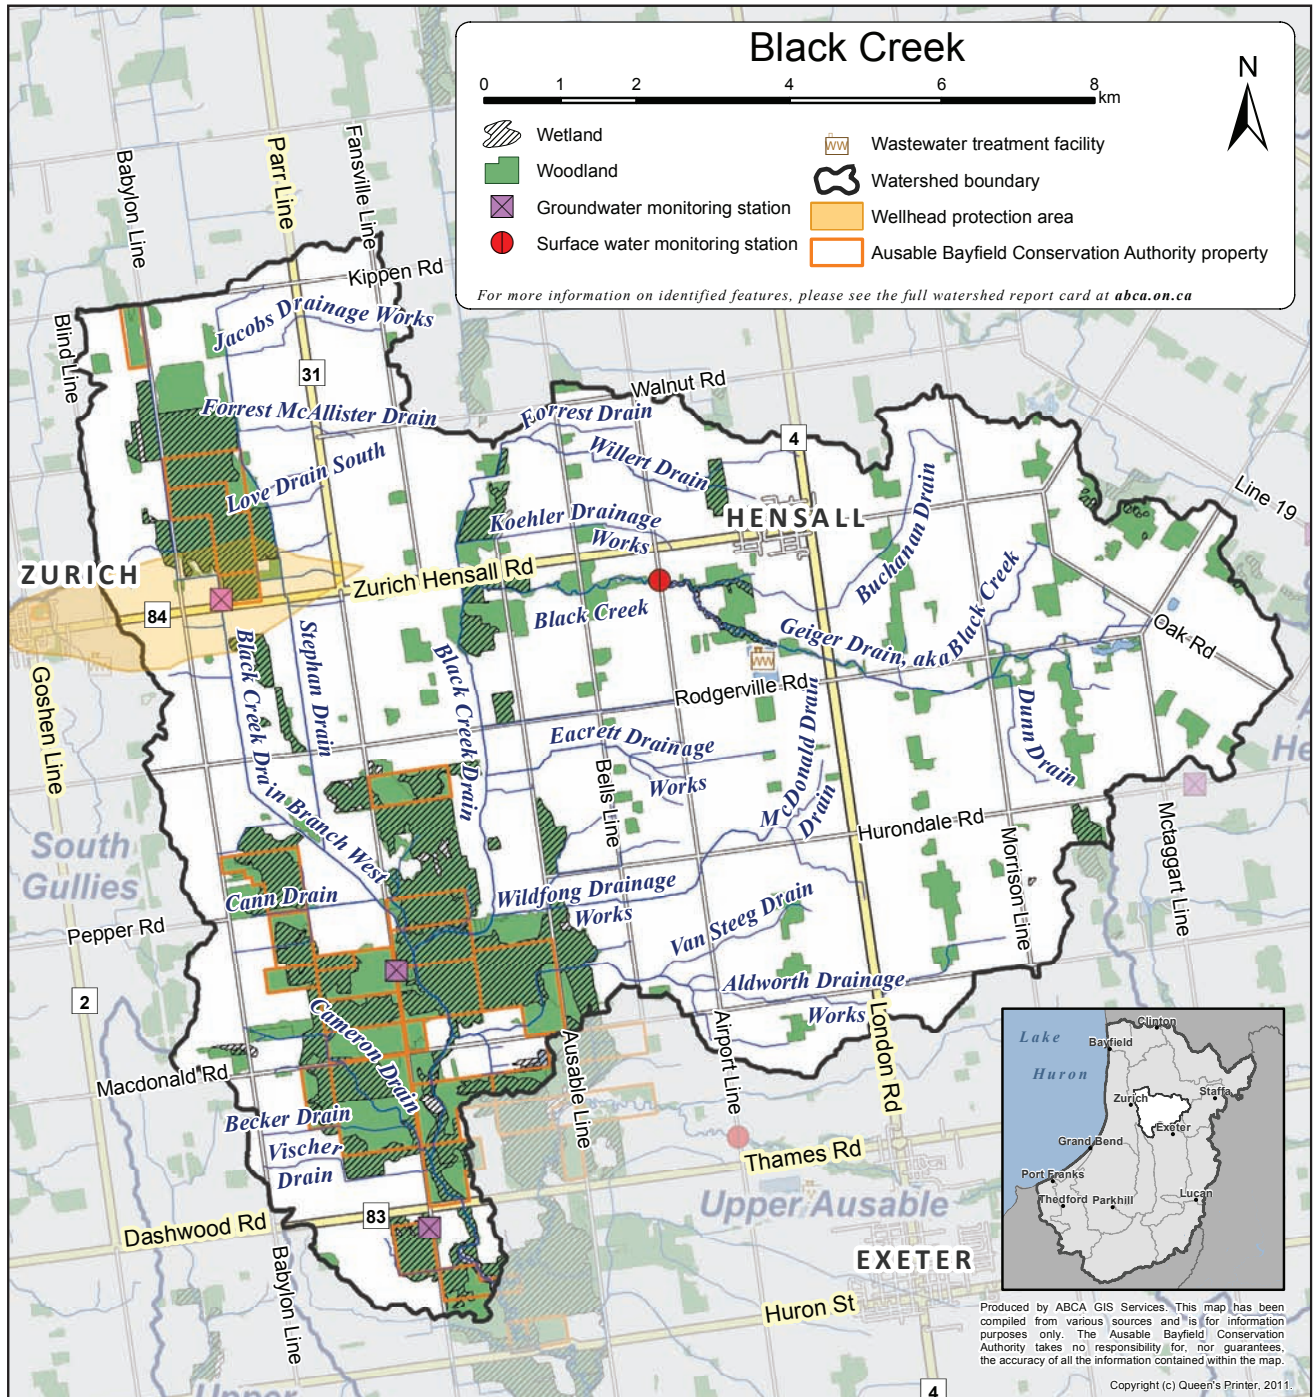 Black Creek
0 1 2 4 6 8 km
N
Wetland
Woodland
Groundwater monitoring station
Surface water monitoring station
Wastewater treatment facility
Watershed boundary
Wellhead protection area
Ausable Bayfield Conservation Authority property
For more information on identified features, please see the full watershed report card at abca.on.ca
Babylon Line
Parr Line
Fansville Line
Kippen Rd
Blind Line
Jacobs Drainage Works
31
Walnut Rd
Forrest McAllister Drain
Forrest Drain
4
Willert Drain
Love Drain South
Line 19
Koehler Drainage
Works
HENSALL
Buchanan Drain
ZURICH
Zurich Hensall Rd
84
Black Creek
Geiger Drain, aka Black Creek
Oak Rd
Goshen Line
Black Creek Drain Branch West
Stephan Drain
Black Creek Drain
Rodgerville Rd
Dunn Drain
Eacrett Drainage
Works
Bells Line
McDonald Drain
Drain
Hurondale Rd
Morrison Line
Mctaggart Line
South
Gullies
Cann Drain
Wildfong Drainage
Works
Pepper Rd
Van Steeg Drain
2
Aldworth Drainage
Works
Cameron Drain
Ausable Line
Airport Line
London Rd
Macdonald Rd
Becker Drain
Vischer
Drain
Thames Rd
Dashwood Rd
83
Upper Ausable
EXETER
Babylon Line
Huron St
Upper
4
Lake
Huron
Clinton
Bayfield
Zurich
Staffa
Exeter
Grand Bend
Port Franks
Thedford
Parkhill
Lucan
Produced by ABCA GIS Services. This map has been
compiled from various sources and is for information
purposes only. The Ausable Bayfield Conservation
Authority takes no responsibility for, nor guarantees,
the accuracy of all the information contained within the map.
Copyright (c) Queen's Printer, 2011.